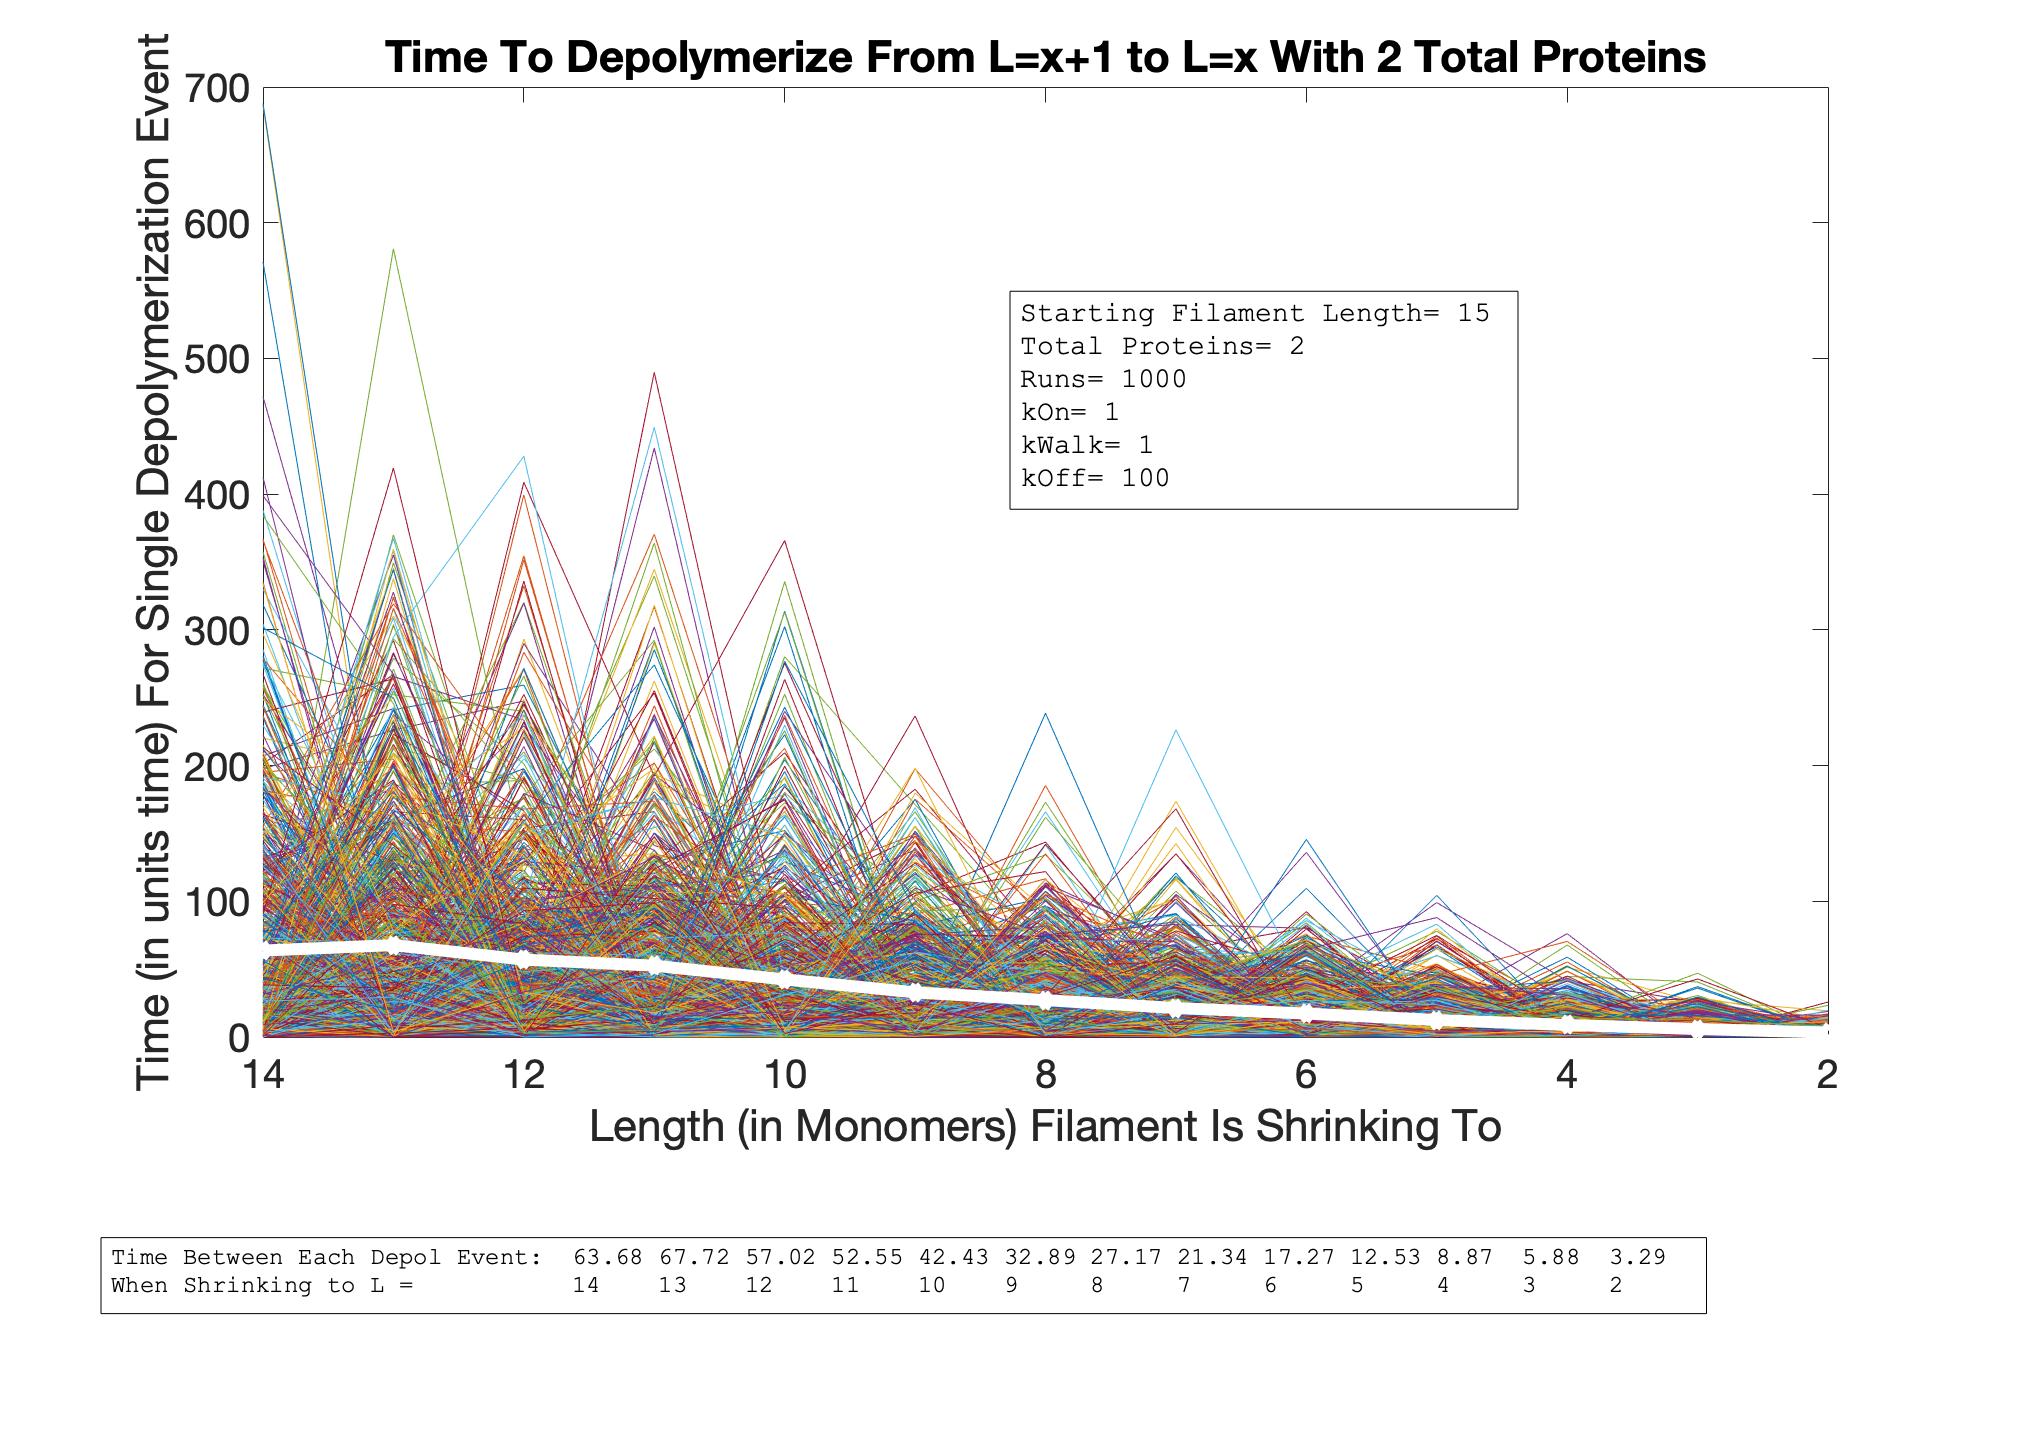 Time To Depolymerize From L=x+1 to L=x With 2 Total Proteins
Time (in units time) For Single Depolymerization Event
700
600
500
400
300
200
100
0
Starting Filament Length= 15
Total Proteins= 2
Runs= 1000
kOn= 1
kWalk= 1
kOff= 100
14 12 10 8 6 4 2
Length (in Monomers) Filament Is Shrinking To
Time Between Each Depol Event: 63.68 67.72 57.02 52.55 42.43 32.89 27.17 21.34 17.27 12.53 8.87 5.88 3.29
When Shrinking to L = 14 13 12 11 10 9 8 7 6 5 4 3 2